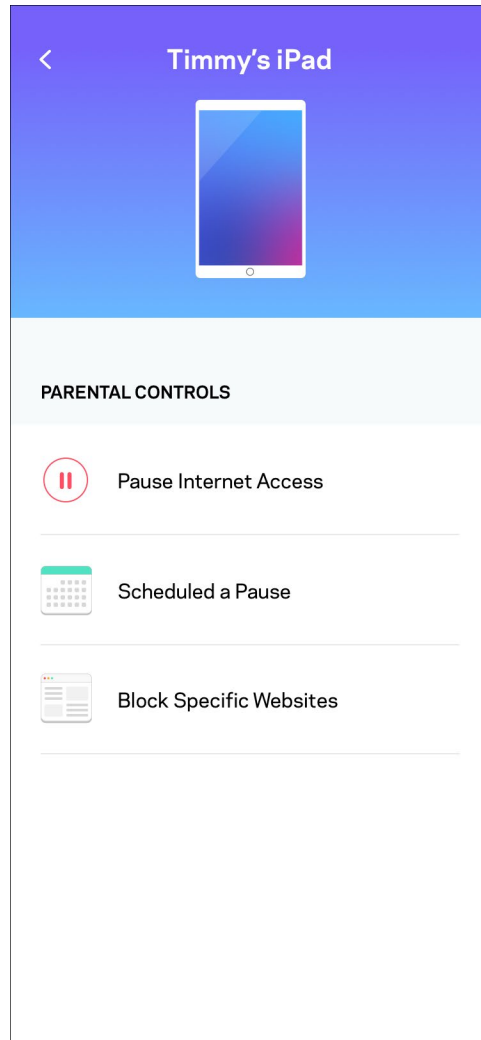 Timmy’s iPad
PARENTAL CONTROLS
Pause Internet Access
Scheduled a Pause
Block Specific Websites